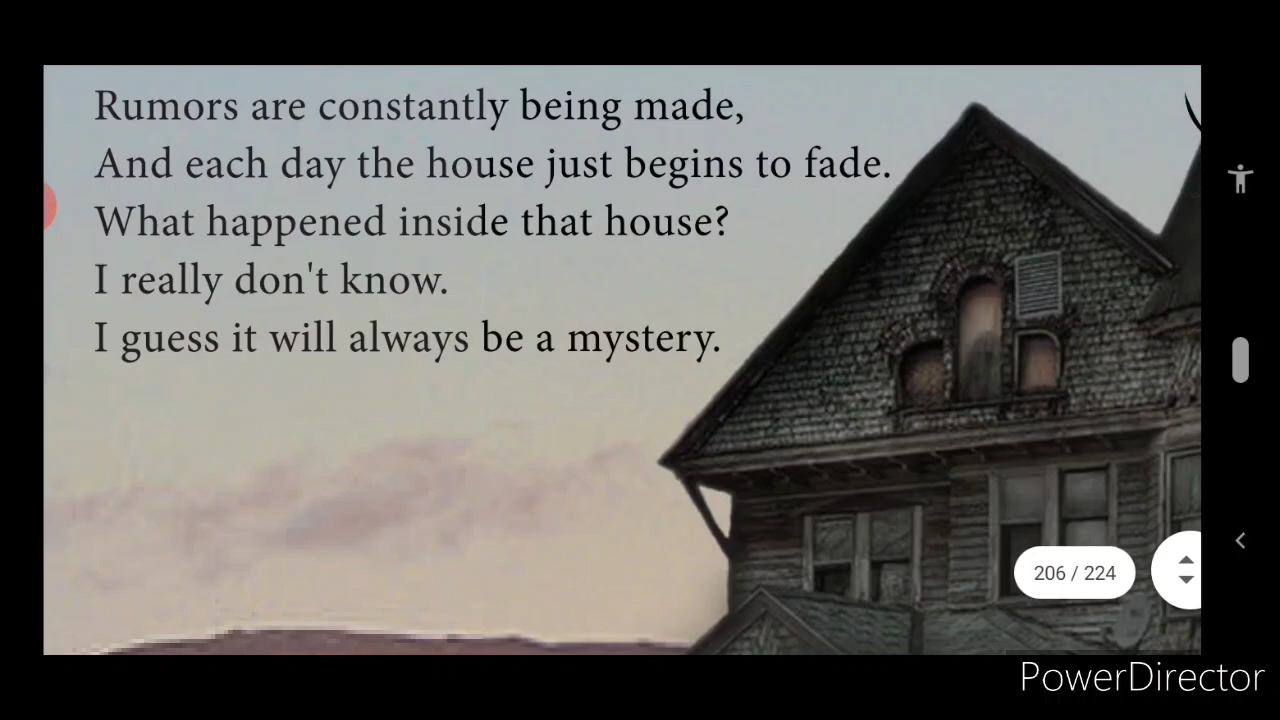 Rumors are constantly being made,
And each day the house just begins to fade.
What happened inside that house?
I really don't know.
I guess it will always be a mystery.
206 / 224
PowerDirector